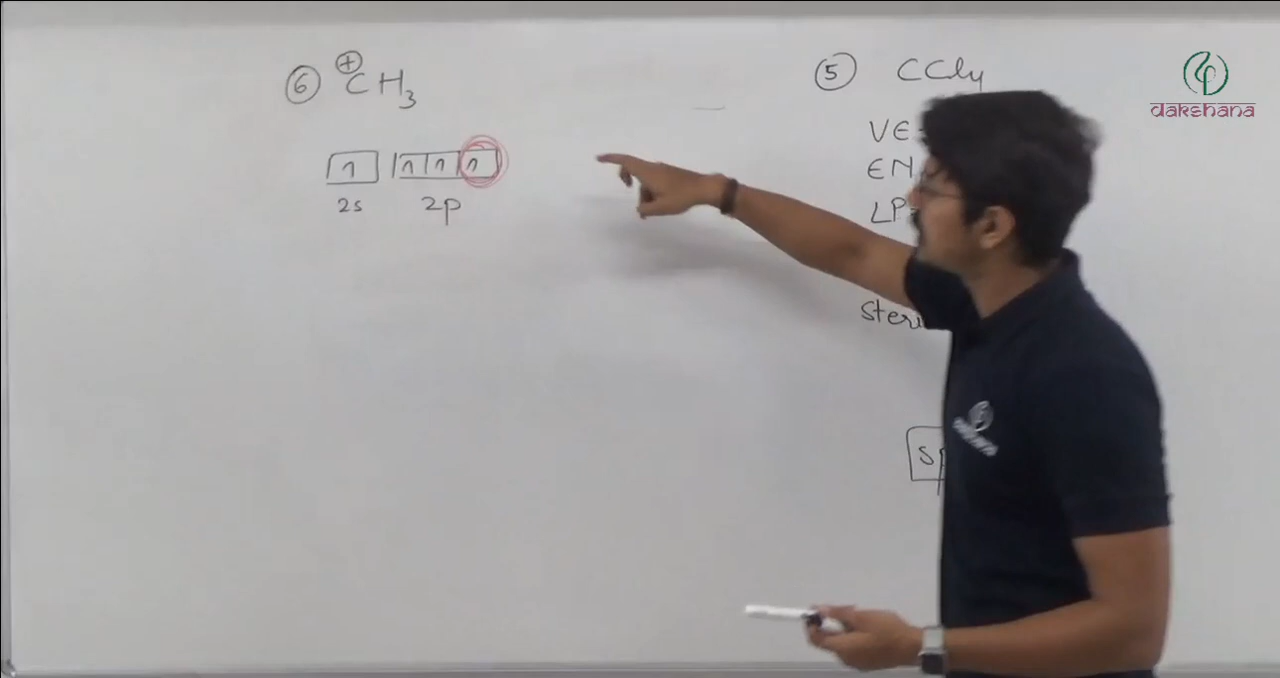 ⑥ ⊕CH₃
↿ ↿ ↿ ↿
2s 2p
⑤ CCl₄
VE
EN
LP
dakshana